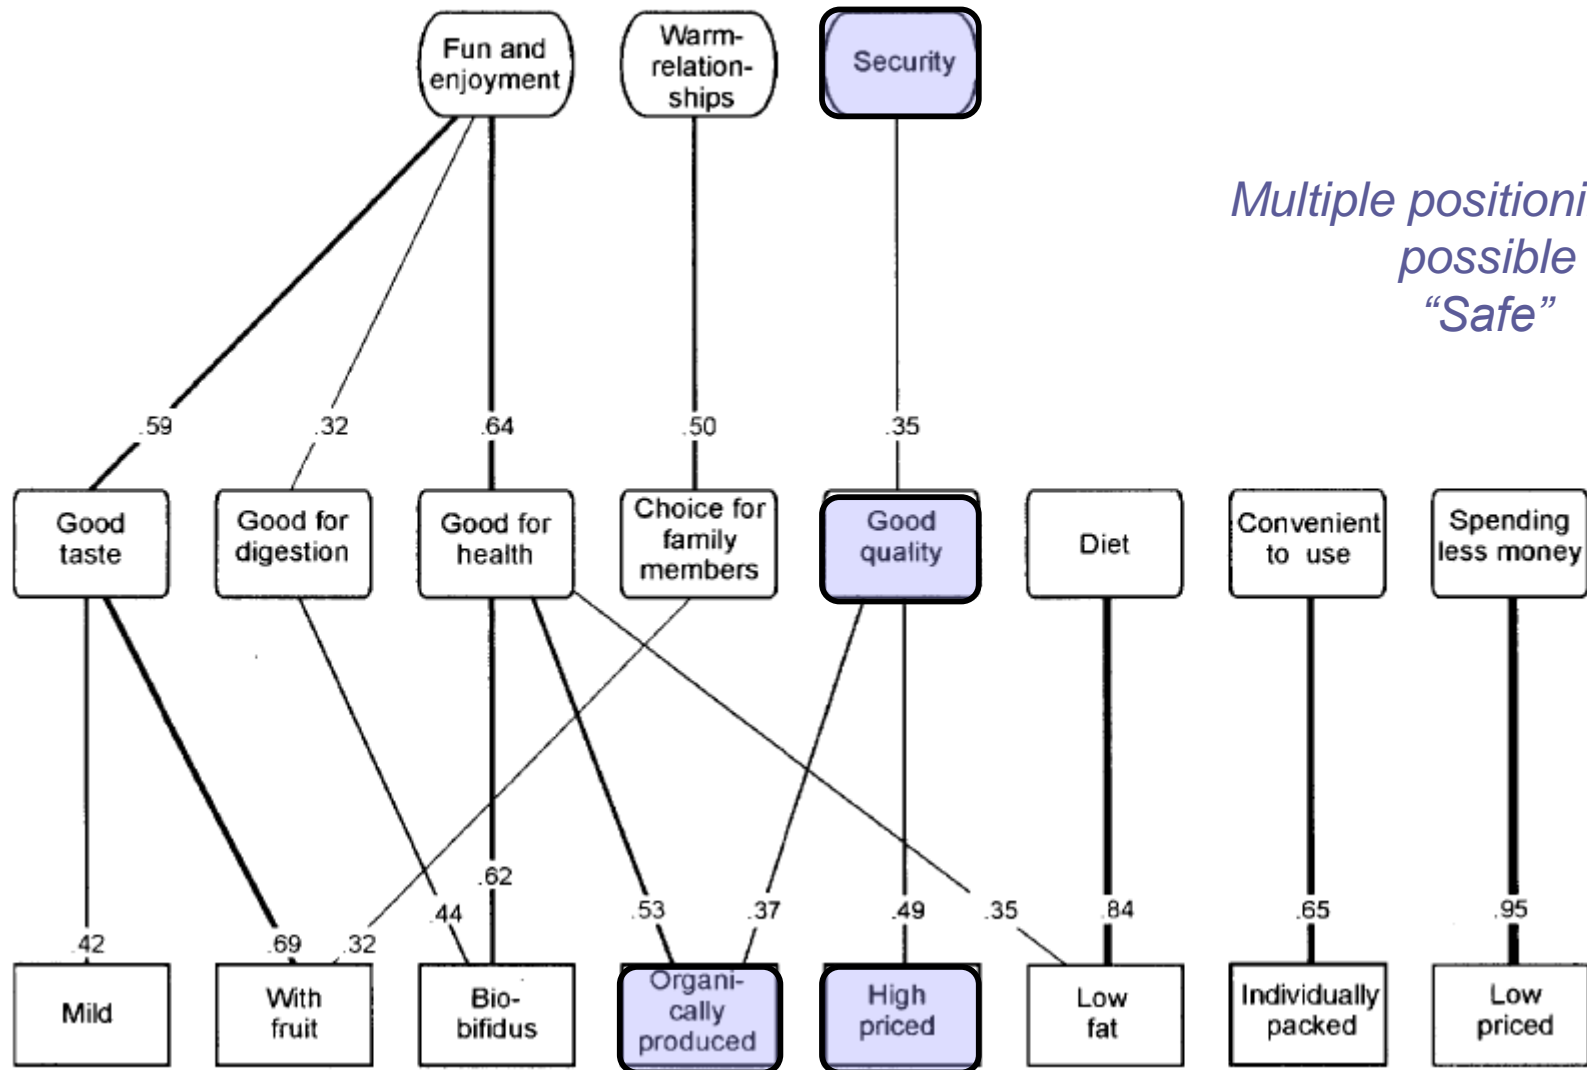 Fun and
enjoyment
Warm-
relation-
ships
Security
Multiple positioni
possible
“Safe”
.59
.32
.64
.50
.35
Good
taste
Good for
digestion
Good for
health
Choice for
family
members
Good
quality
Diet
Convenient
to use
Spending
less money
.42
.69
.32
.44
.62
.53
.37
.49
.35
.84
.65
.95
Mild
With
fruit
Bio-
bifidus
Organi-
cally
produced
High
priced
Low
fat
Individually
packed
Low
priced